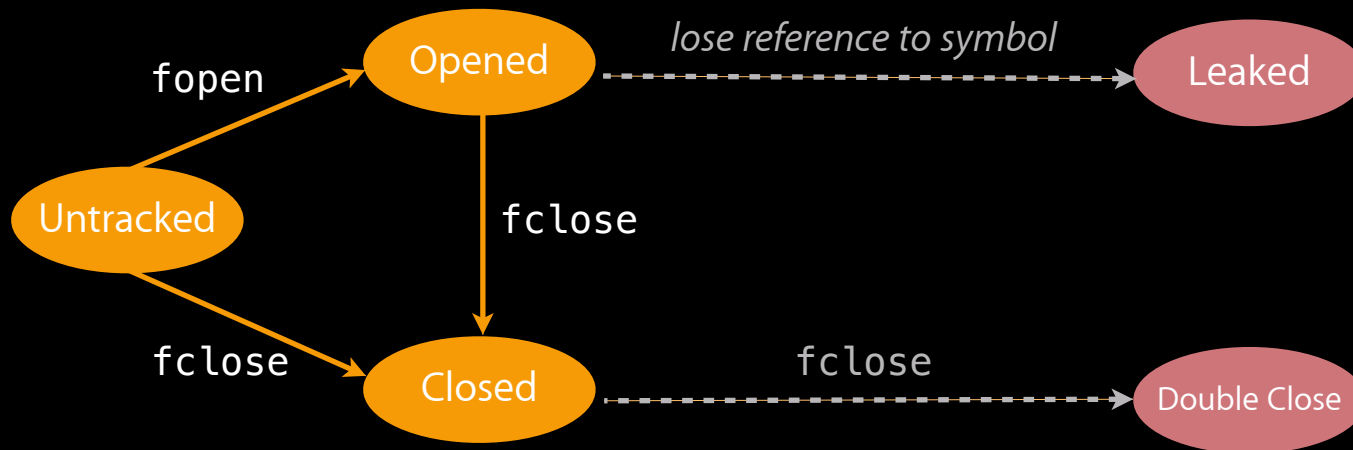 lose reference to symbol
Opened
Leaked
fopen
Untracked
fclose
fclose
fclose
Closed
Double Close